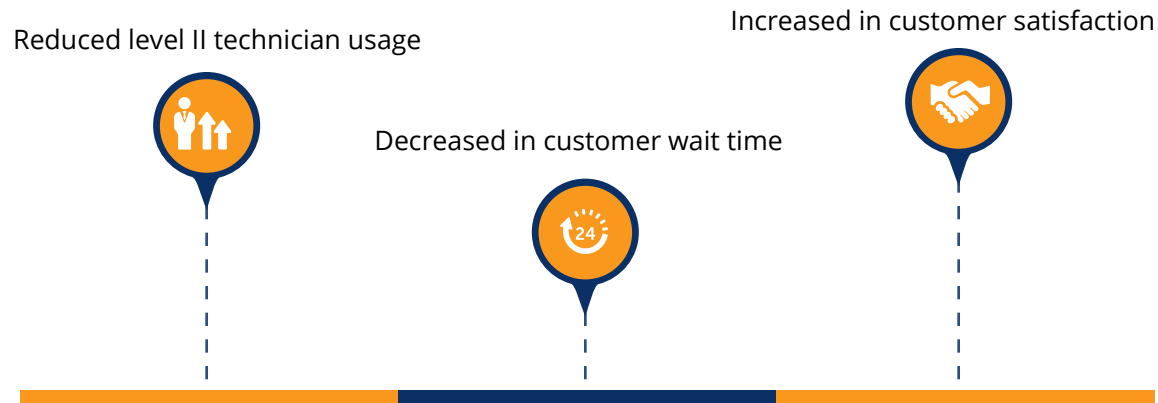 Reduced level II technician usage
Decreased in customer wait time
24
Increased in customer satisfaction